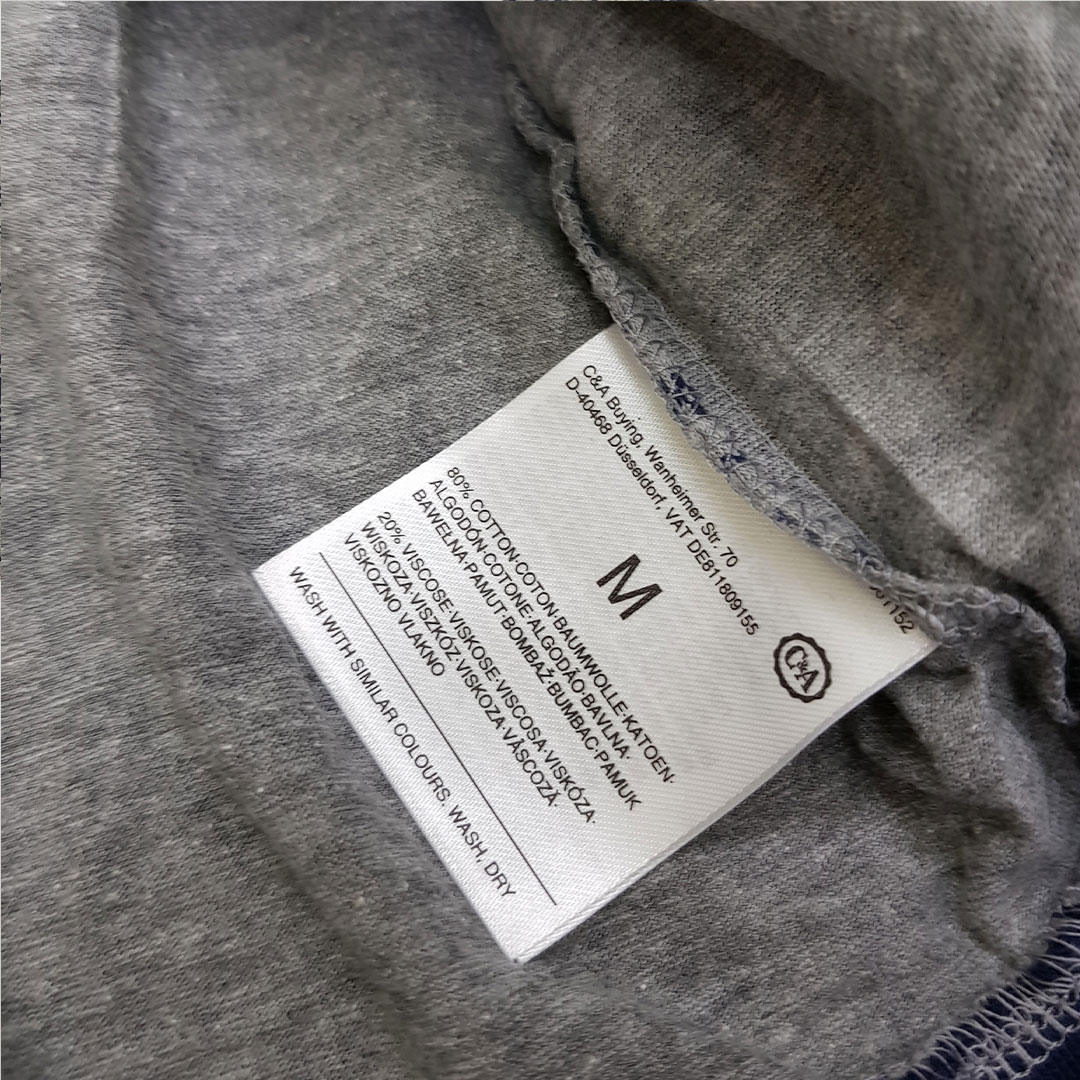 C&A Buying, Wanheimer Str. 70
D-40468 Düsseldorf, VAT DE811809155
C&A
M
80% COTTON·COTON·BAUMWOLLE·KATOEN·
ALGODÓN·COTONE·ALGODÃO·BAVLNA·
BAWEŁNA·PAMUT·BOMBAŽ·BUMBAC·PAMUK
20% VISCOSE·VISKOSE·VISCOSA·VISKÓZA·
WISKOZA·VISZKÓZ·VISKOZA·VÂSCOZÃ·
VISKOZNO VLAKNO
WASH WITH SIMILAR COLOURS. WASH, DRY